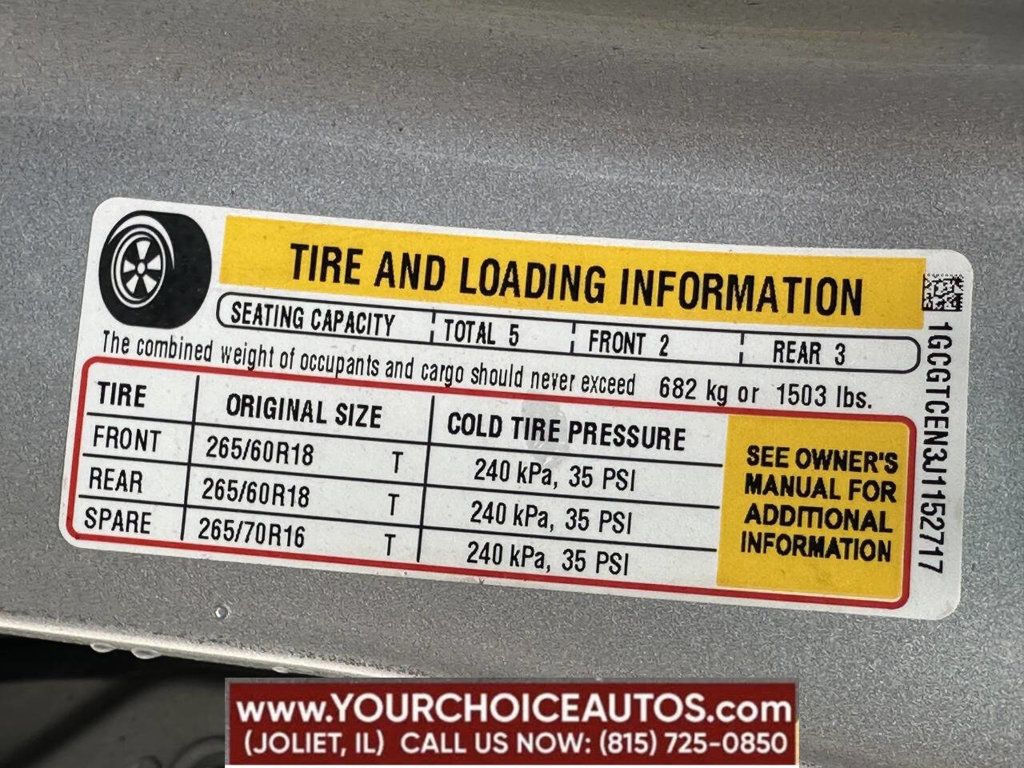 TIRE AND LOADING INFORMATION
SEATING CAPACITY TOTAL 5 FRONT 2 REAR 3
The combined weight of occupants and cargo should never exceed 682 kg or 1503 lbs.
TIRE ORIGINAL SIZE COLD TIRE PRESSURE
FRONT 265/60R18 T 240 kPa, 35 PSI
REAR 265/60R18 T 240 kPa, 35 PSI
SPARE 265/70R16 T 240 kPa, 35 PSI
SEE OWNER'S
MANUAL FOR
ADDITIONAL
INFORMATION
1GCGTCEN3J1152717
www.YOURCHOICEAUTOS.com
(JOLIET, IL) CALL US NOW: (815) 725-0850